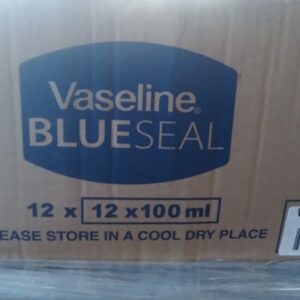 Vaseline®
BLUESEAL
12 x 12 x 100 ml
EASE STORE IN A COOL DRY PLACE